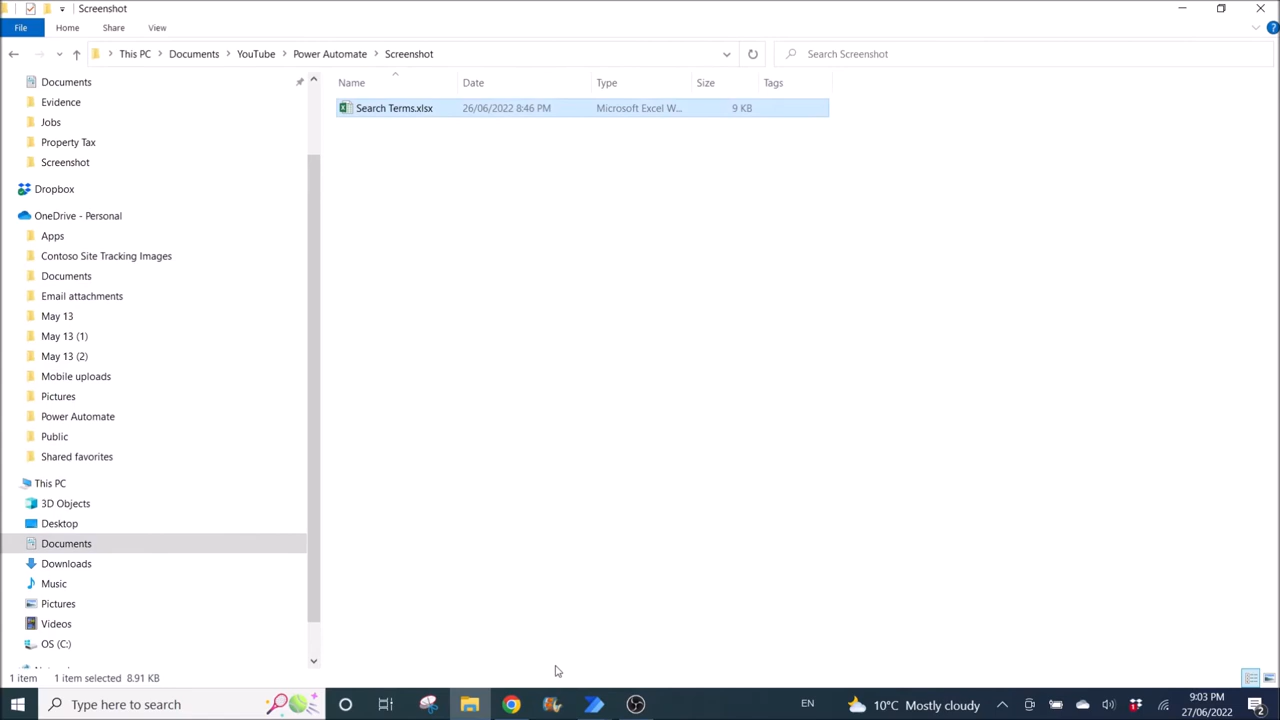 Screenshot
File Home Share View
This PC Documents YouTube Power Automate Screenshot
Search Screenshot
Name Date Type Size Tags
Search Terms.xlsx 26/06/2022 8:46 PM Microsoft Excel W... 9 KB
Documents
Evidence
Jobs
Property Tax
Screenshot
Dropbox
OneDrive - Personal
Apps
Contoso Site Tracking Images
Documents
Email attachments
May 13
May 13 (1)
May 13 (2)
Mobile uploads
Pictures
Power Automate
Public
Shared favorites
This PC
3D Objects
Desktop
Documents
Downloads
Music
Pictures
Videos
OS (C:)
1 item 1 item selected 8.91 KB
Type here to search
EN
10°C Mostly cloudy
9:03 PM
27/06/2022
2